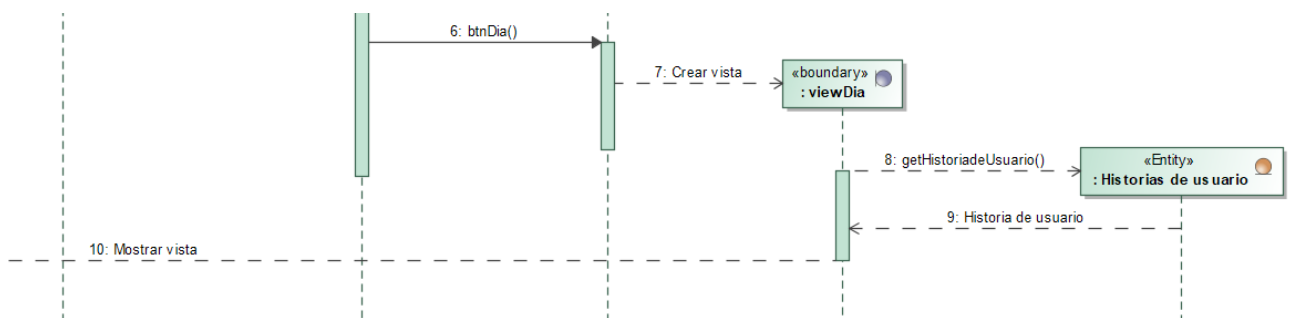 6: btnDia()
7: Crear vista
«boundary»
: viewDia
8: getHistoriadeUsuario()
«Entity»
: Historias de usuario
9: Historia de usuario
10: Mostrar vista